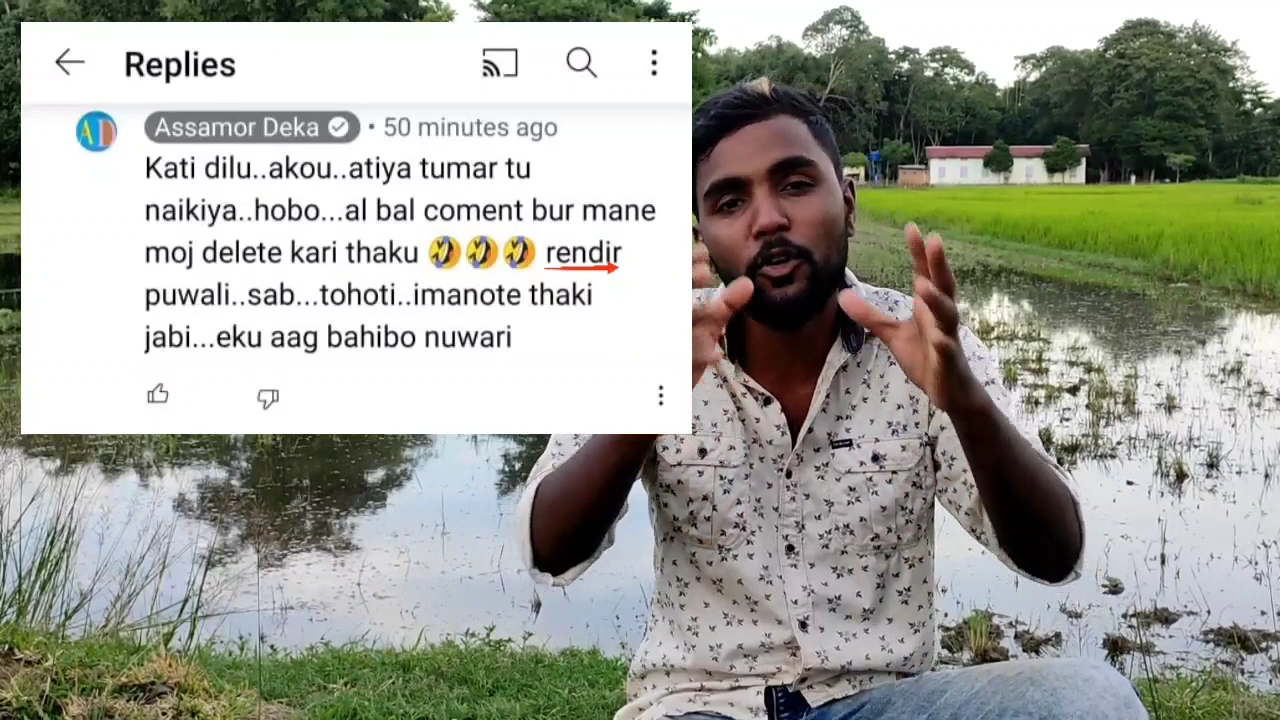 Replies
AD Assamor Deka • 50 minutes ago
Kati dilu..akou..atiya tumar tu
naikiya..hobo...al bal coment bur mane
moj delete kari thaku 🤣🤣🤣 rendir
puwali..sab...tohoti..imanote thaki
jabi...eku aag bahibo nuwari